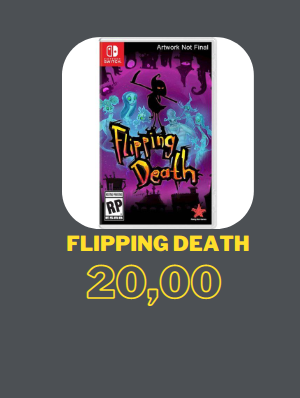 Artwork Not Final
Flipping
Death
RP
FLIPPING DEATH
20,00